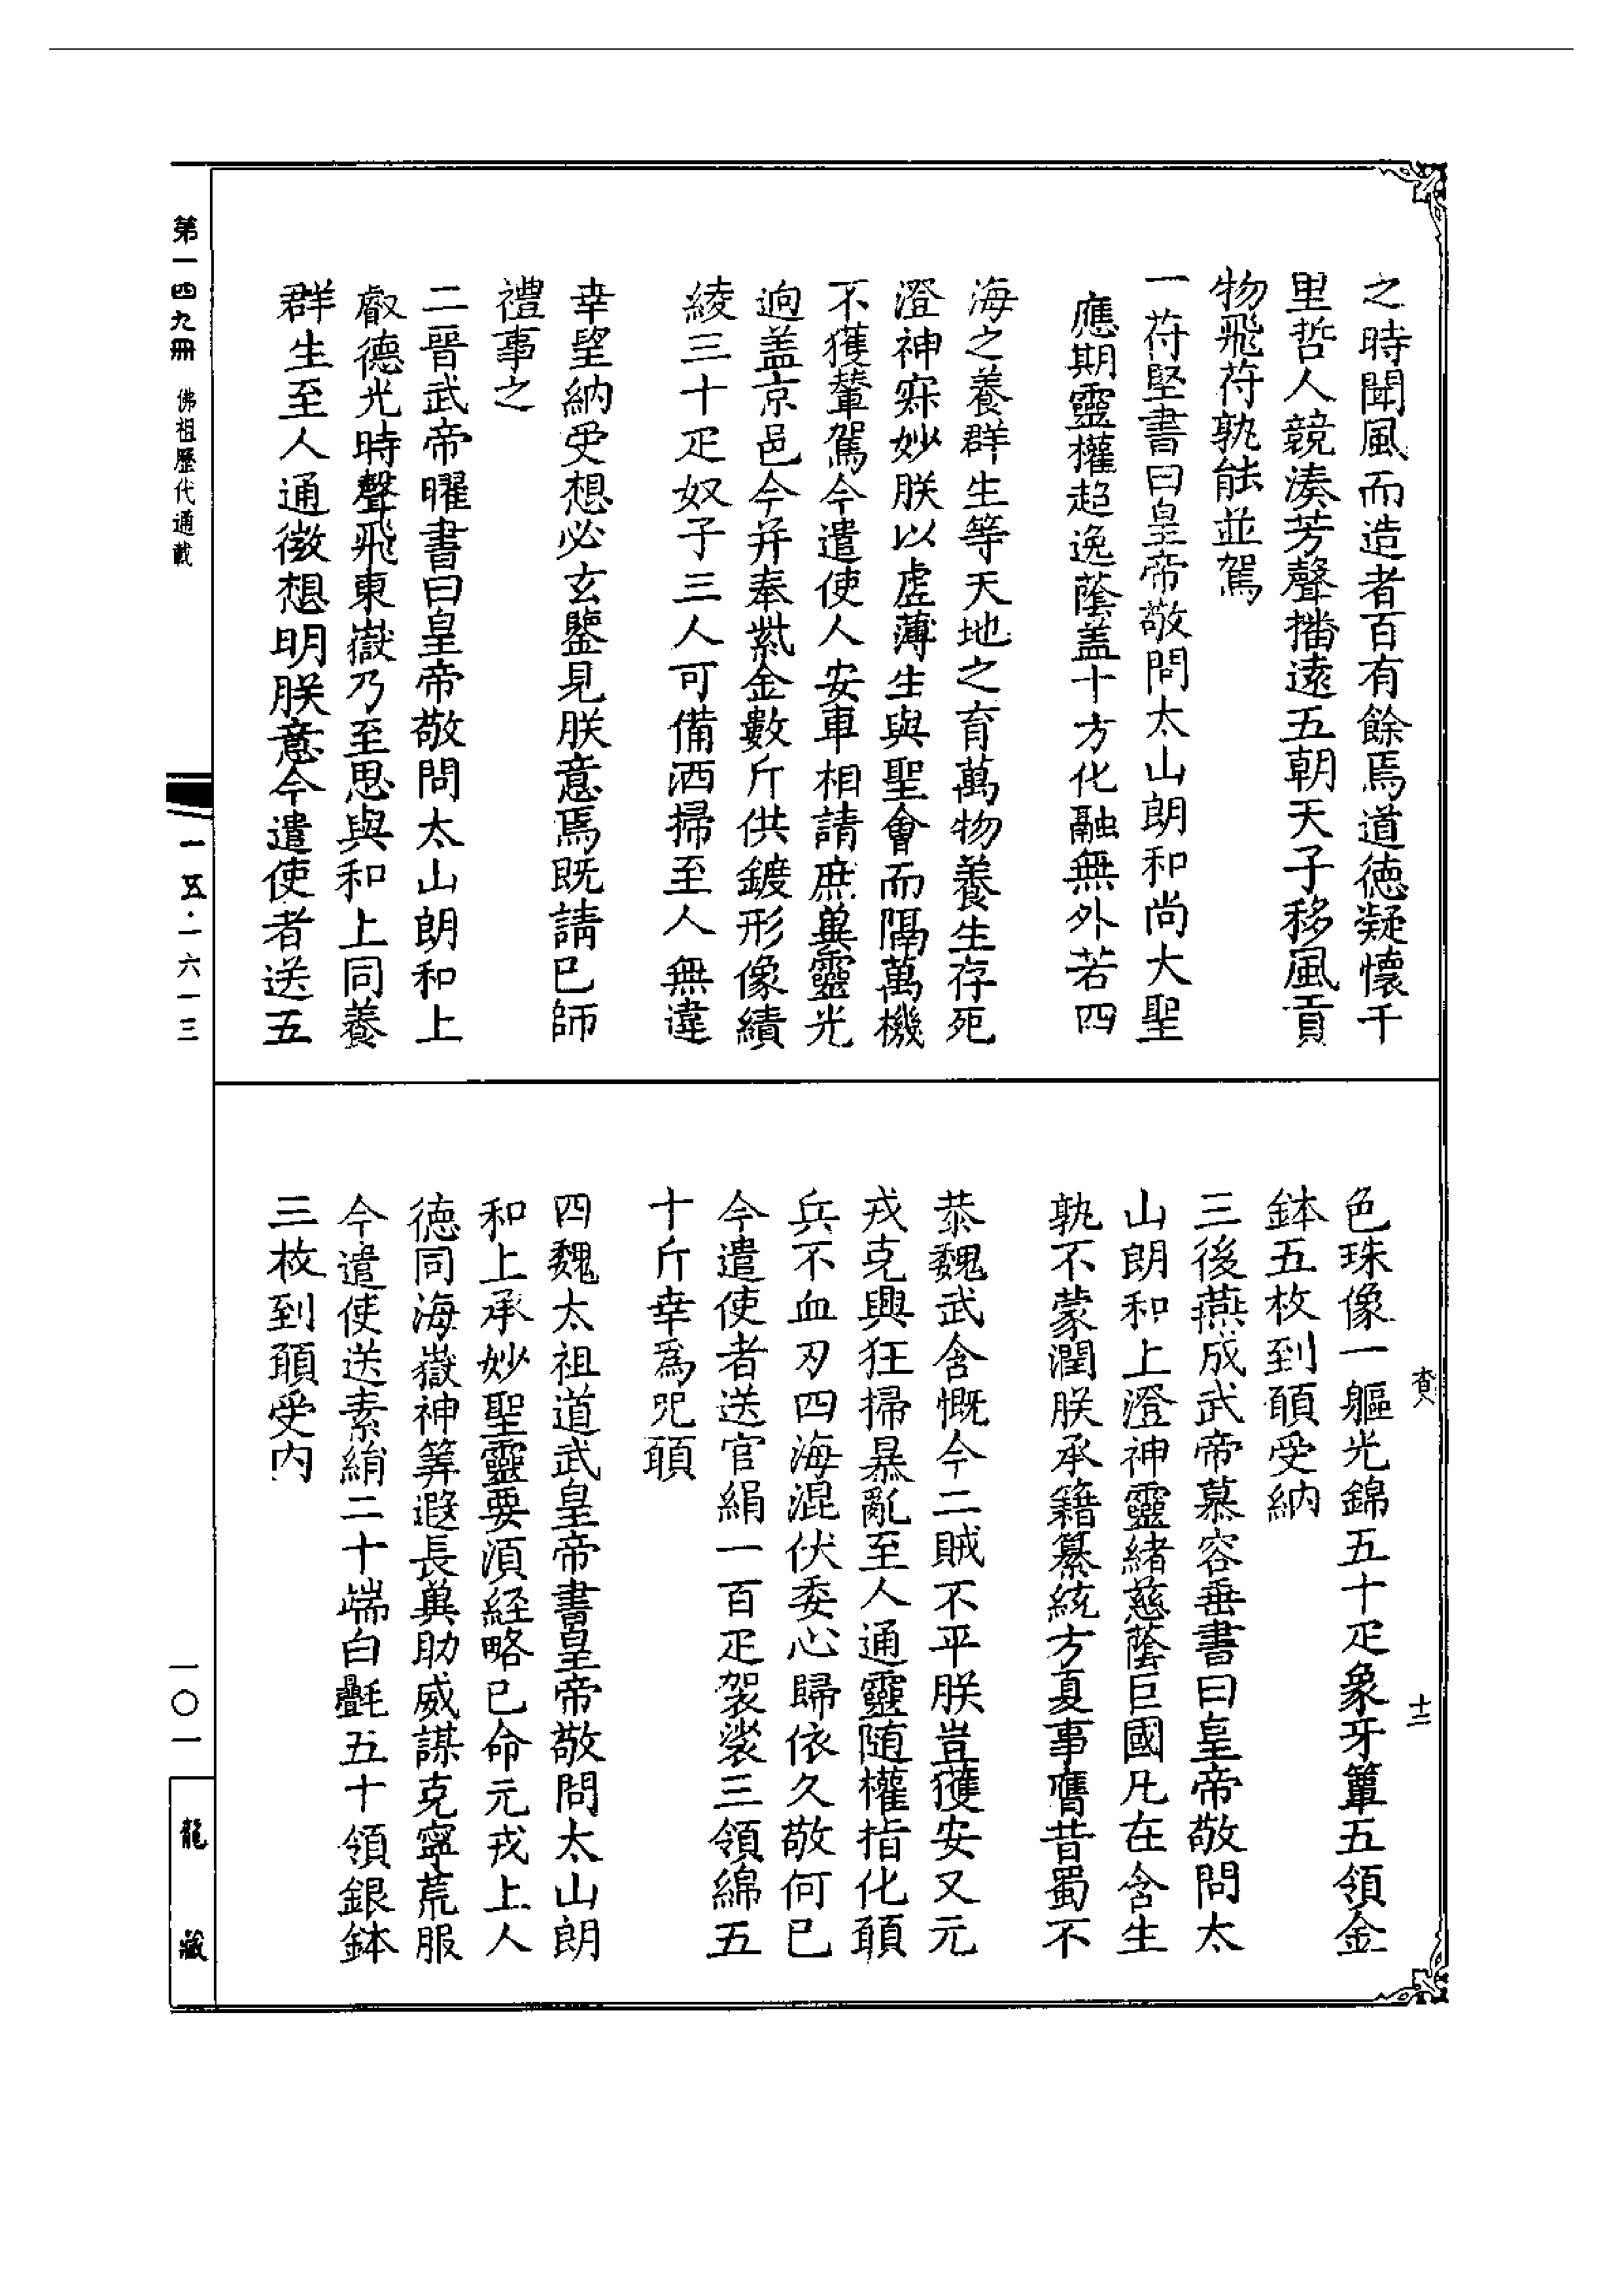 之時聞風而造者百有餘焉道德凝懷千
里哲人競湊芳聲播遠五朝天子移風貢
物飛苻孰能並駕
一苻堅書曰皇帝敬問太山朗和尚大聖
應期靈權超逸蔭盖十方化融無外若四
海之養群生等天地之育萬物養生存死
澄神寂妙朕以虛薄生與聖會而隔萬機
不獲輦駕今遣使人安車相請庶冀靈光
逈盖京邑今并奉紫金數斤供鍍形像績
綾三十疋奴子三人可備洒掃至人無違
幸望納受想必玄鑒見朕意焉既請已師
禮事之
二晉武帝曜書曰皇帝敬問太山朗和上
叡德光時聲飛東嶽乃至思與和上同養
群生至人通微想明朕意今遣使者送五
色珠像一軀光錦五十疋象牙簟五領金
鉢五枚到頥受納
三後燕成武帝慕容垂書曰皇帝敬問太
山朗和上澄神靈緒慈蔭巨國凡在含生
孰不蒙潤朕承籍纂統方夏事膺昔蜀不
恭魏武含慨今二賊不平朕豈獲安又元
戎克興狂掃暴亂至人通靈随權指化頥
兵不血刃四海混伏委心歸依久敬何已
今遣使者送官絹一百疋袈裟三領綿五
十斤幸為呪頥
四魏太祖道武皇帝書皇帝敬問太山朗
和上承妙聖靈要湏経略已命元戎上人
德同海嶽神筭遐長兾助威謀克寧荒服
今遣使送素絹二十端白㲲五十領銀鉢
三枚到頥受內
第一四九冊 佛祖歷代通載
一五·一六一三
一〇一
龍藏
十二